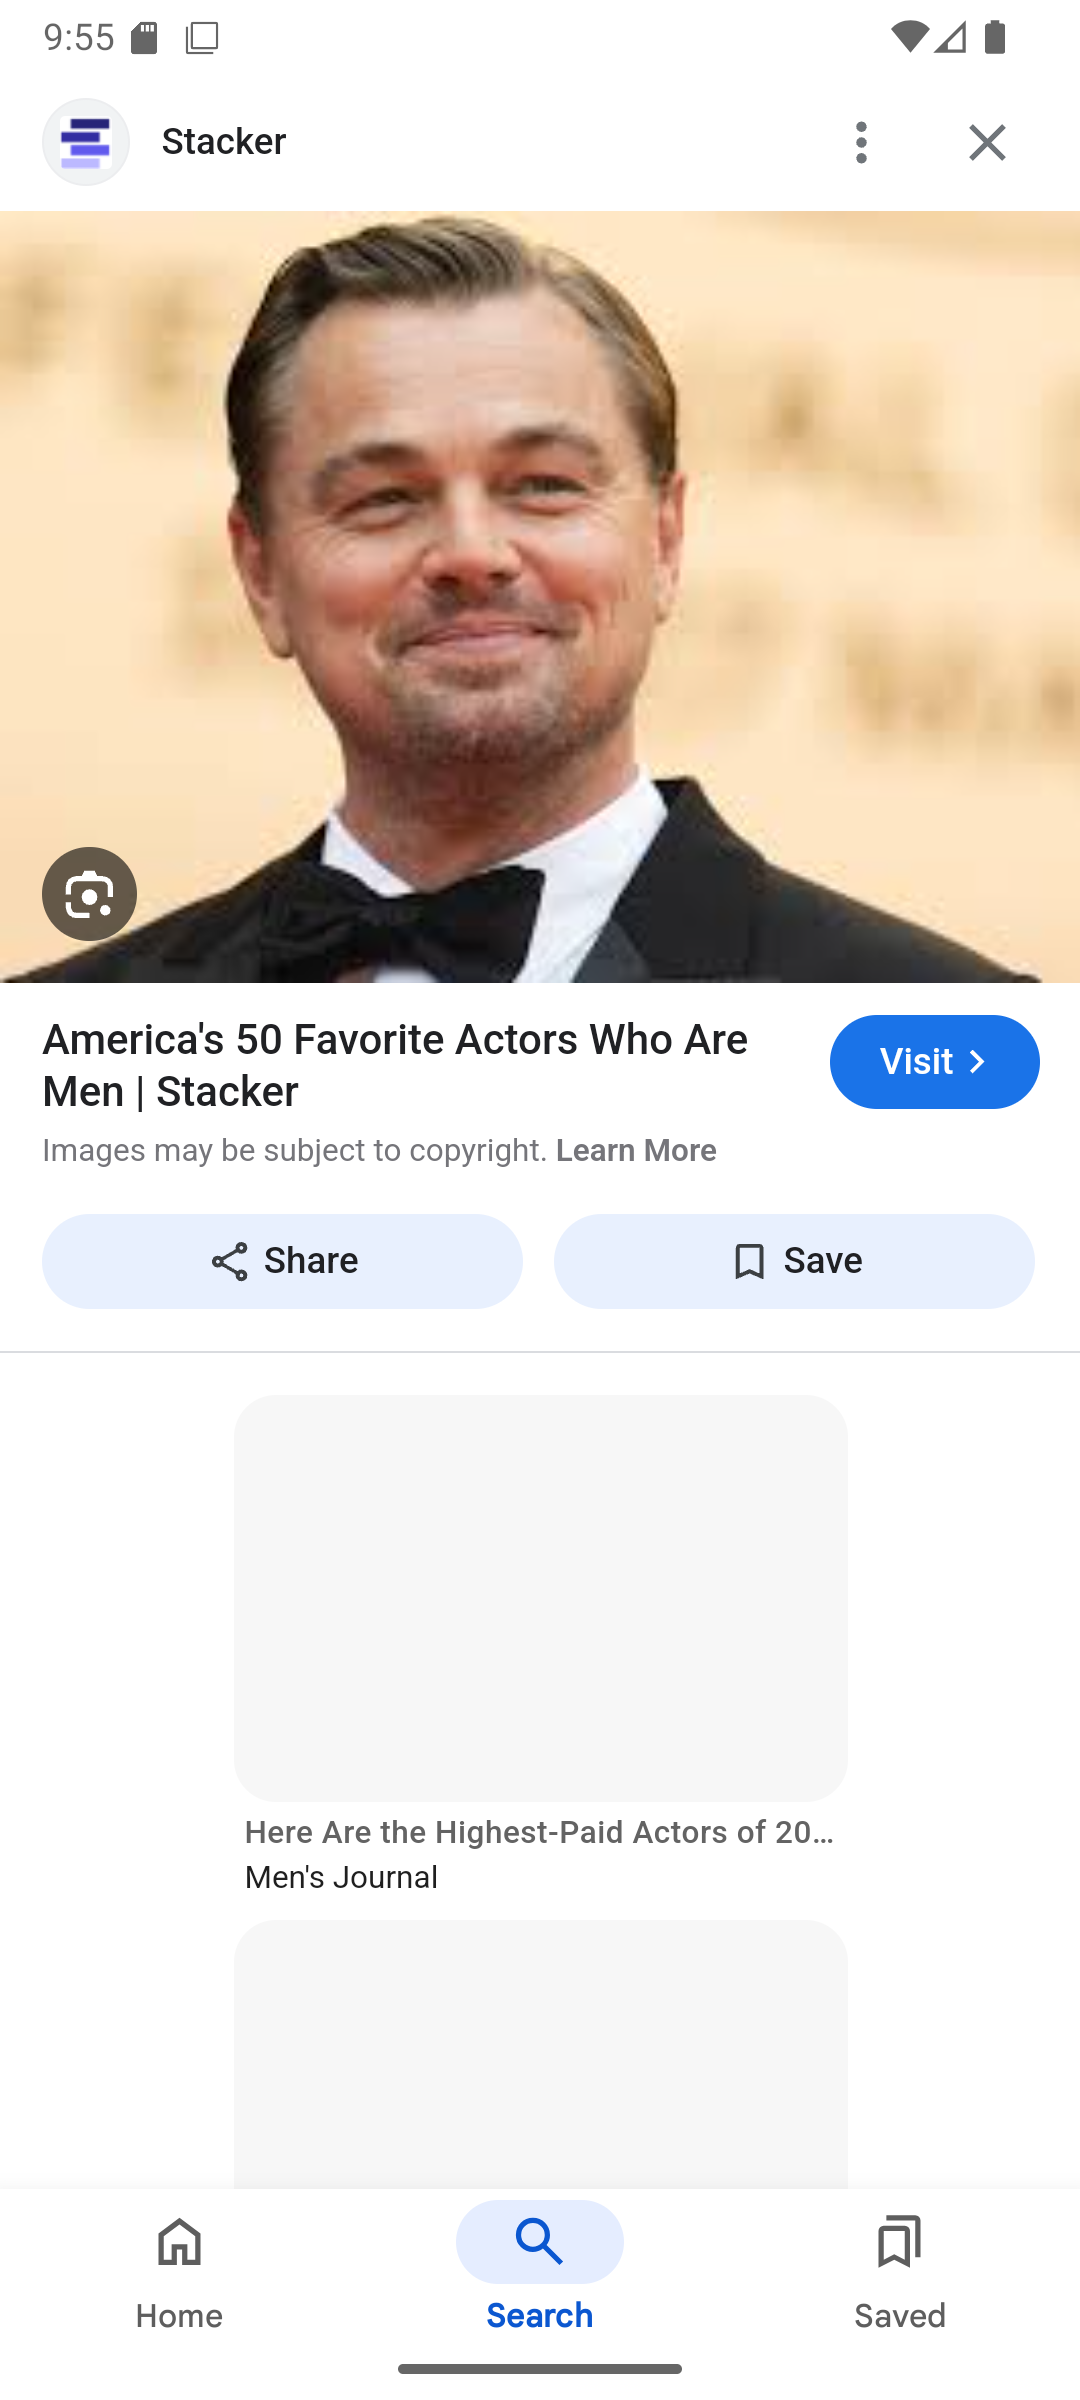 9:55
Stacker
America's 50 Favorite Actors Who Are
Men | Stacker
Visit
Images may be subject to copyright. Learn More
Share
Save
Here Are the Highest-Paid Actors of 20...
Men's Journal
Home
Search
Saved